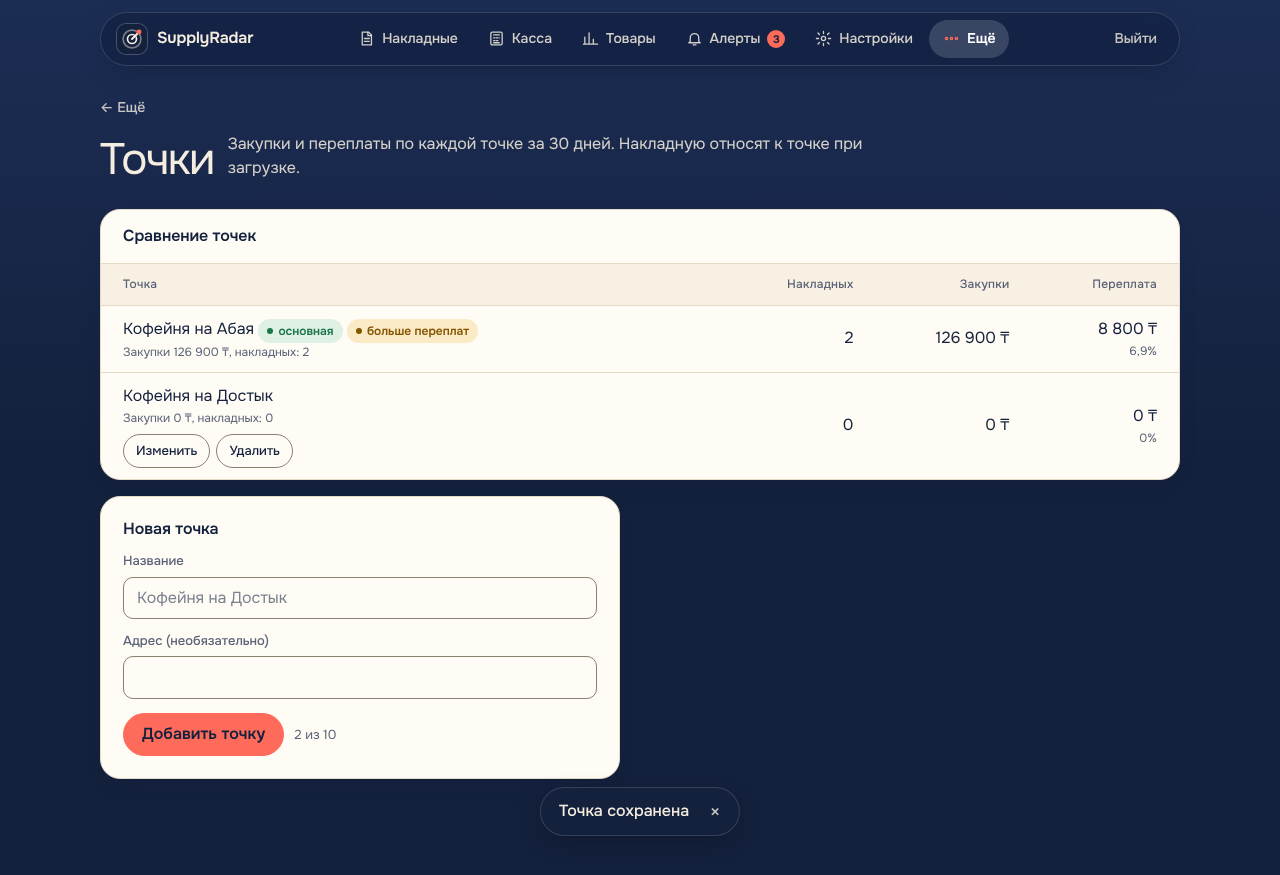 SupplyRadar
Накладные
Касса
Товары
Алерты 3
Настройки
Ещё
Выйти
← Ещё
Точки
Закупки и переплаты по каждой точке за 30 дней. Накладную относят к точке при
загрузке.
Сравнение точек
Точка Накладных Закупки Переплата
Кофейня на Абая основная больше переплат
Закупки 126 900 ₸, накладных: 2
2 126 900 ₸ 8 800 ₸
6,9%
Кофейня на Достык
Закупки 0 ₸, накладных: 0
Изменить Удалить
0 0 ₸ 0 ₸
0%
Новая точка
Название
Кофейня на Достык
Адрес (необязательно)
Добавить точку 2 из 10
Точка сохранена ×